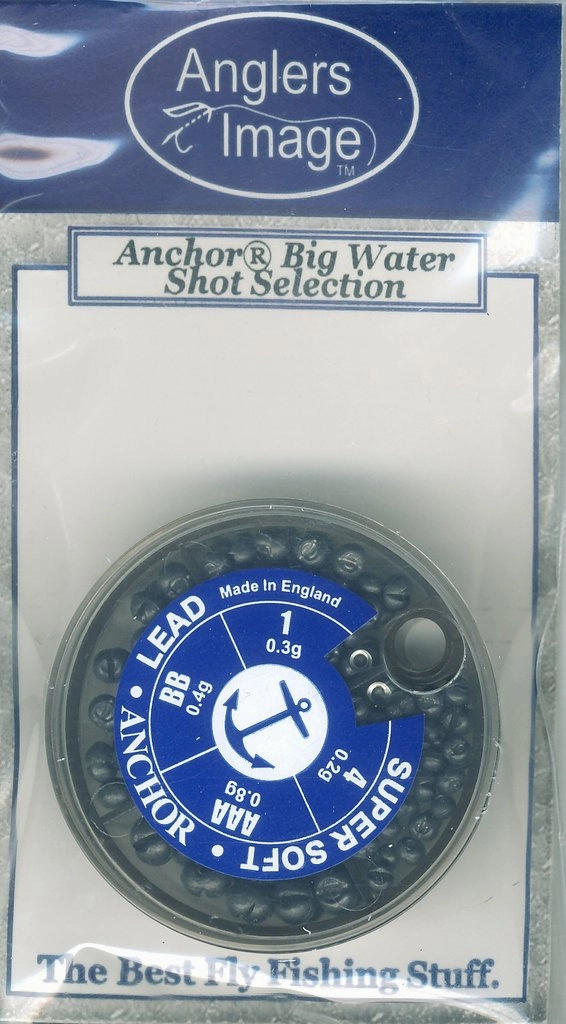 Anglers
Image
TM
Anchor® Big Water
Shot Selection
Made In England
LEAD
1
0.3g
BB
0.4g
4
0.2g
AAA
0.8g
ANCHOR
SUPER SOFT
The Best Fly Fishing Stuff.